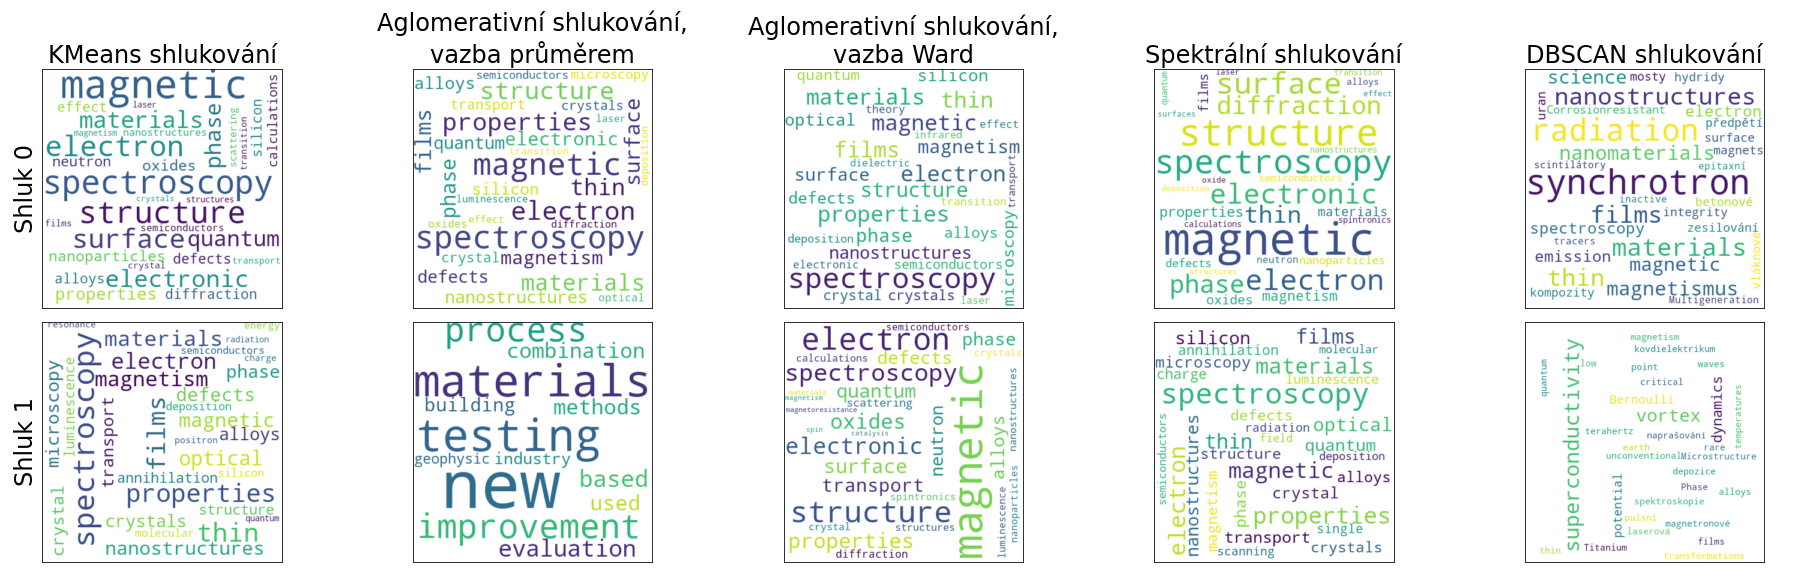 KMeans shlukování
Aglomerativní shlukování,
vazba průměrem
Aglomerativní shlukování,
vazba Ward
Spektrální shlukování
DBSCAN shlukování
Shluk 0
magnetic
effect
laser
materials
magnetism nanostructures
electron
neutron
oxides
phase
scattering
transition
silicon
calculations
spectroscopy
crystals
structures
structure
films
semiconductors
surface
quantum
nanoparticles
defects
transport
crystal
alloys
electronic
properties
diffraction
semiconductors
microscopy
alloys
structure
transport
crystals
films
properties
laser
surface
quantum
electronic
transition
deposition
magnetic
phase
silicon
thin
luminescence
electron
oxides
effect
diffraction
spectroscopy
crystal
magnetism
defects
materials
nanostructures
optical
quantum
silicon
materials
thin
theory
optical
magnetic
effect
infrared
films
magnetism
dielectric
surface
electron
transport
structure
defects
transition
properties
microscopy
deposition
phase
alloys
nanostructures
electronic
semiconductors
spectroscopy
crystal
crystals
laser
laser
transition
quantum
films
surface
alloys
effect
diffraction
surfaces
structure
nanostructures
spectroscopy
oxide
semiconductors
deposition
electronic
properties
thin
materials
calculations
spintronics
magnetic
defects
neutron
nanoparticles
structures
phase
electron
oxides
magnetism
science
mosty
hydridy
uran
nanostructures
Corrosionresistant
electron
radiation
předpětí
surface
nanomaterials
magnets
scintilátory
epitaxní
synchrotron
inactive
betonové
films
integrity
spectroscopy
zesilování
tracers
materials
emission
magnetic
vláknové
thin
kompozity
magnetismus
Multigeneration
Shluk 1
resonance
energy
materials
radiation
semiconductors
electron
charge
magnetism
phase
microscopy
luminescence
spectroscopy
defects
deposition
transport
films
magnetic
positron
alloys
optical
annihilation
silicon
properties
crystal
structure
crystals
quantum
molecular
thin
nanostructures
process
combination
materials
building
methods
testing
geophysic
industry
new
based
used
improvement
evaluation
electron
semiconductors
phase
calculations
defects
crystals
spectroscopy
quantum
materials
magnetism
scattering
magnetoresistance
oxides
spin
catalysis
neutron
magnetic
nanostructures
electronic
alloys
surface
transport
spintronics
structure
luminescence
nanoparticles
crystal
structures
properties
diffraction
silicon
films
annihilation
molecular
microscopy
materials
charge
luminescence
spectroscopy
semiconductors
defects
radiation
optical
thin
field
quantum
structure
deposition
electron
nanostructures
magnetism
magnetic
alloys
phase
crystal
properties
single
transport
scanning
crystals
magnetism
kovdielektrikum
quantum
superconductivity
low
point
waves
critical
dynamics
Bernoulli
temperatures
vortex
terahertz
naprašování
earth
rare
unconventional
Microstructure
depozice
potential
Phase
alloys
spektroskopie
pulsní
magnetronové
laserová
films
thin
Titanium
transformations